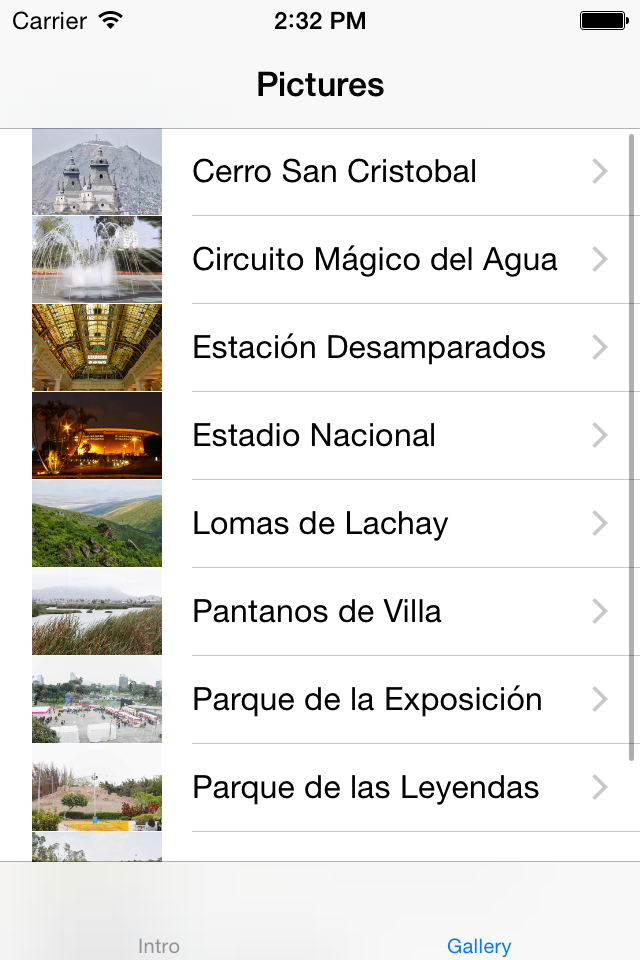 Carrier 2:32 PM
Pictures
Cerro San Cristobal
Circuito Mágico del Agua
Estación Desamparados
Estadio Nacional
Lomas de Lachay
Pantanos de Villa
Parque de la Exposición
Parque de las Leyendas
Intro Gallery